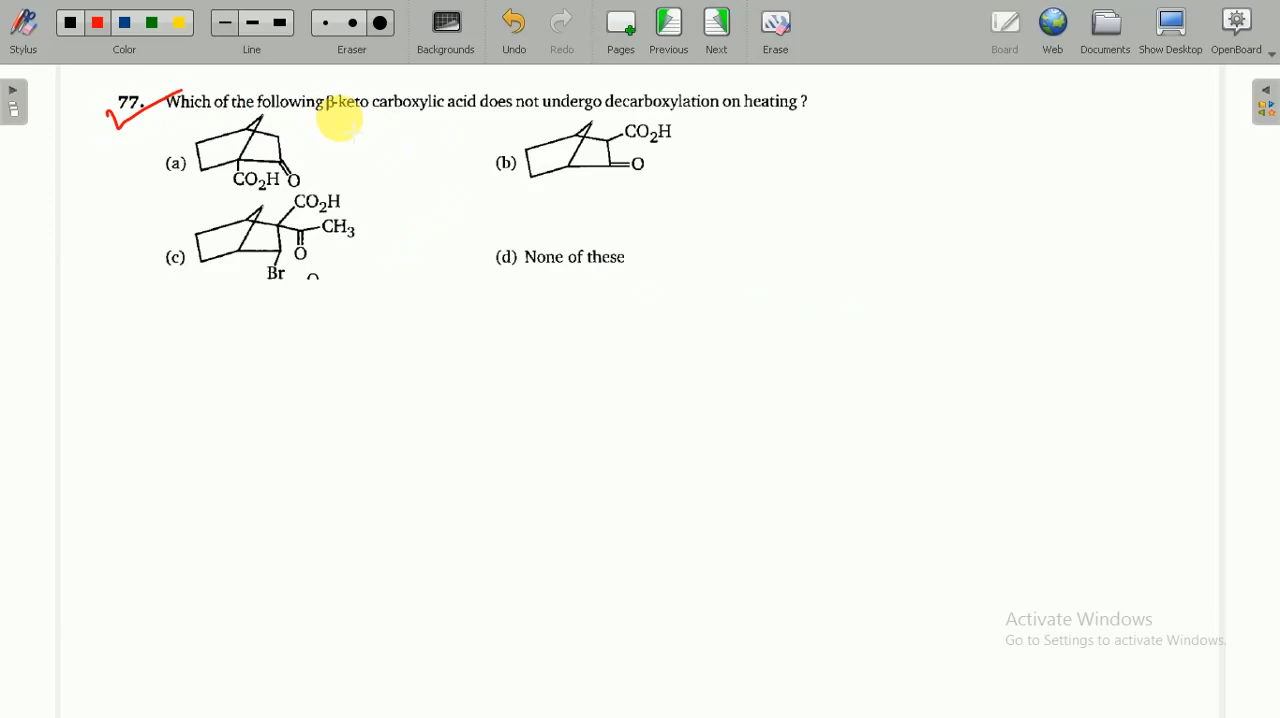 Stylus Color Line Eraser Backgrounds Undo Redo Pages Previous Next Erase Board Web Documents Show Desktop OpenBoard
77. Which of the following β-keto carboxylic acid does not undergo decarboxylation on heating ?
(a) CO₂H O
(b) CO₂H O
(c) CO₂H CH₃ O Br
(d) None of these
O
Activate Windows
Go to Settings to activate Windows.